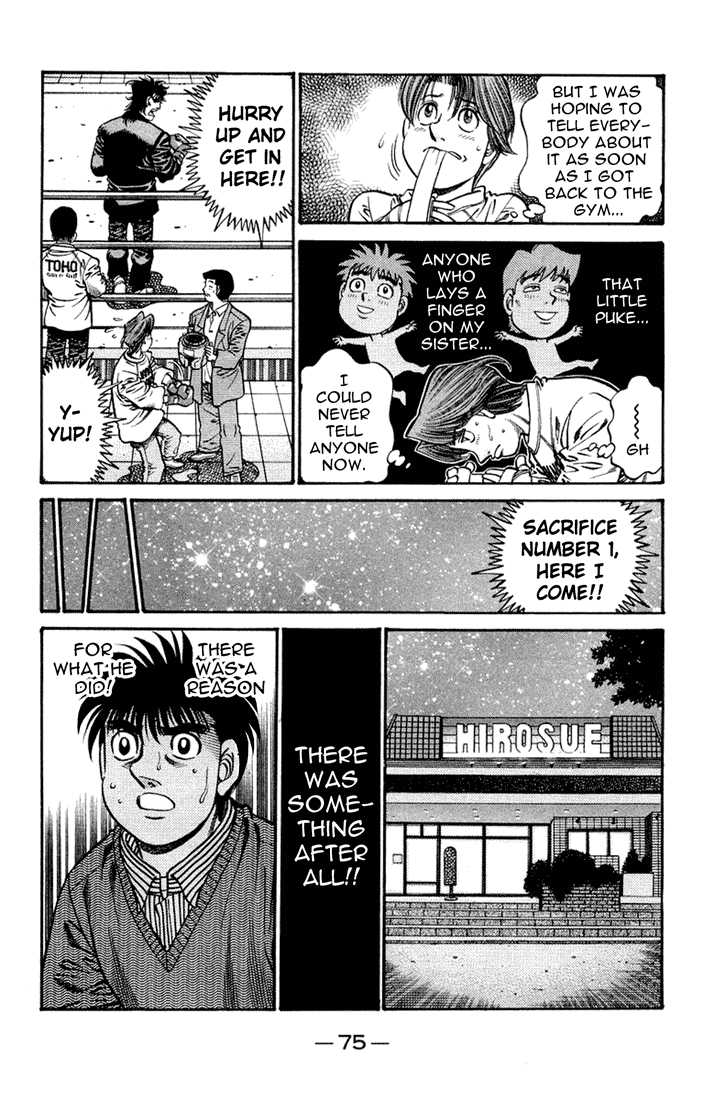 BUT I WAS
HOPING TO
TELL EVERY-
BODY ABOUT
IT AS SOON
AS I GOT
BACK TO THE
GYM...
THAT
LITTLE
PUKE...
ANYONE
WHO
LAYS A
FINGER
ON MY
SISTER...
GH
I
COULD
NEVER
TELL
ANYONE
NOW.
HURRY
UP AND
GET IN
HERE!!
TOHO
Y-
YUP!
SACRIFICE
NUMBER 1,
HERE I
COME!!
HIROSUE
THERE
WAS
SOME-
THING
AFTER
ALL!!
THERE
WAS A
REASON
FOR
WHAT HE
DID!
— 75 —